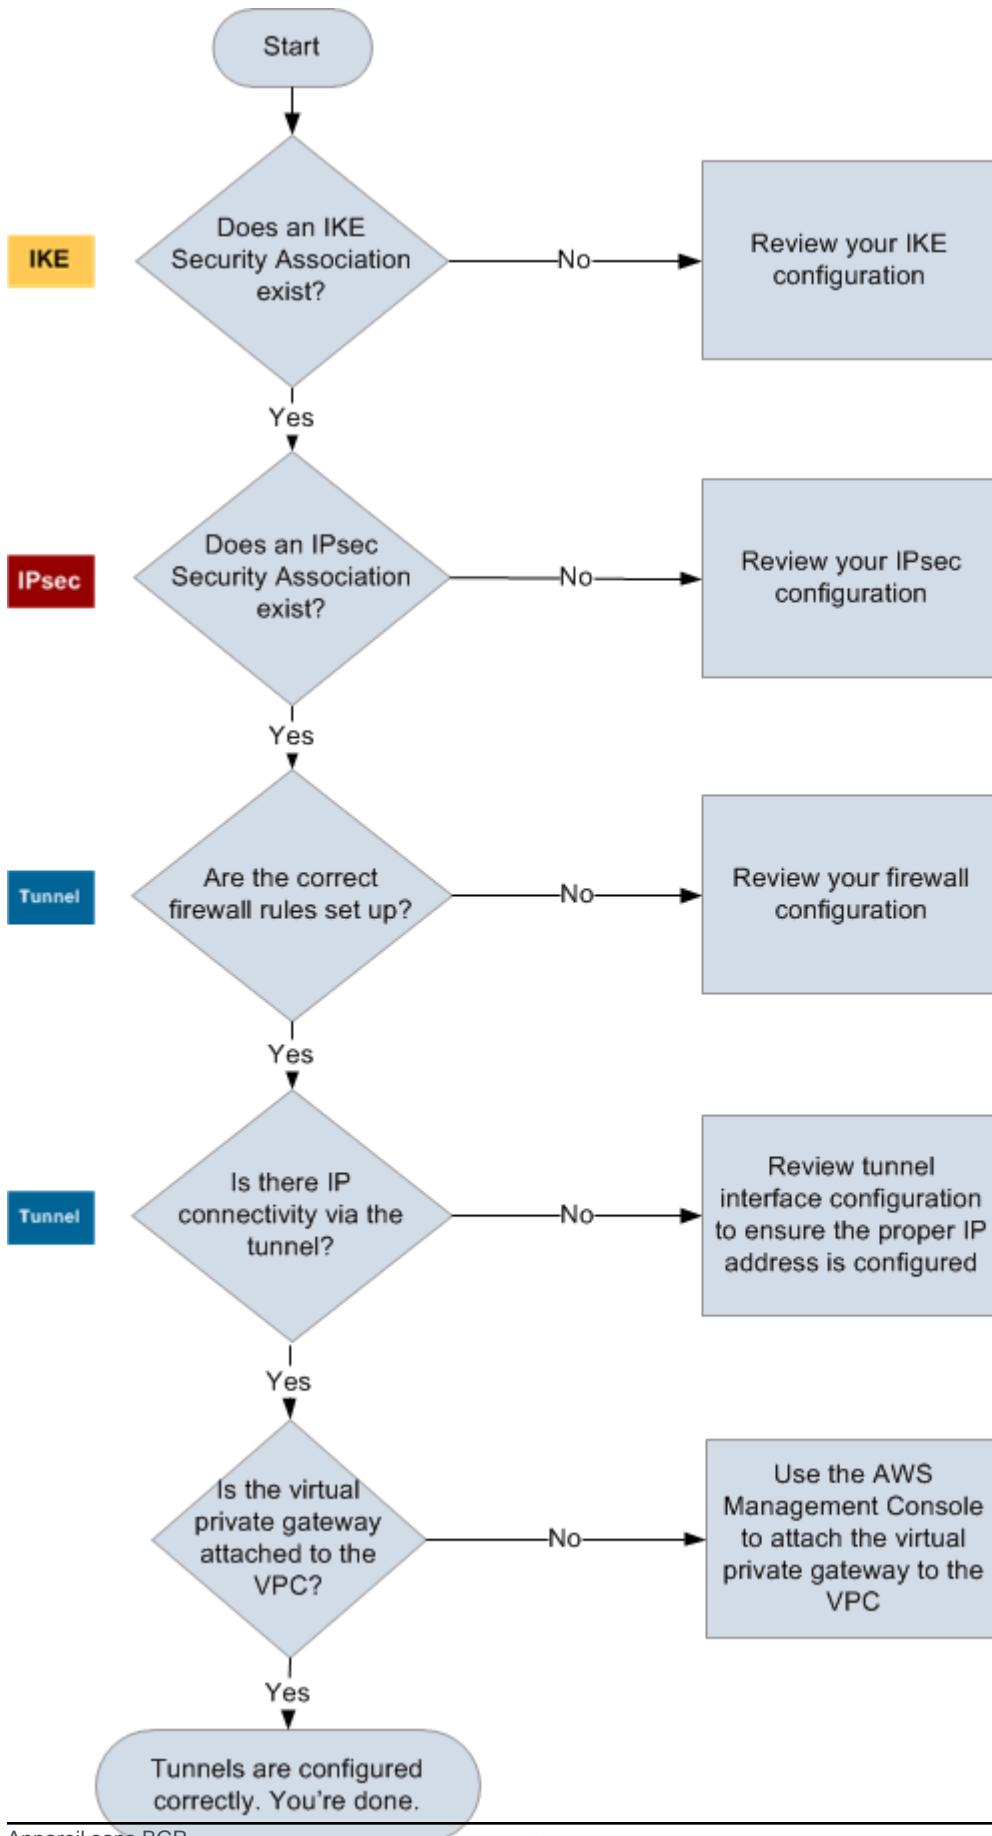 Start
IKE
Does an IKE
Security Association
exist?
No
Review your IKE
configuration
Yes
IPsec
Does an IPsec
Security Association
exist?
No
Review your IPsec
configuration
Yes
Tunnel
Are the correct
firewall rules set up?
No
Review your firewall
configuration
Yes
Tunnel
Is there IP
connectivity via the
tunnel?
No
Review tunnel
interface configuration
to ensure the proper IP
address is configured
Yes
Is the virtual
private gateway
attached to the
VPC?
No
Use the AWS
Management Console
to attach the virtual
private gateway to the
VPC
Yes
Tunnels are configured
correctly. You're done.
Appareil sans BGP